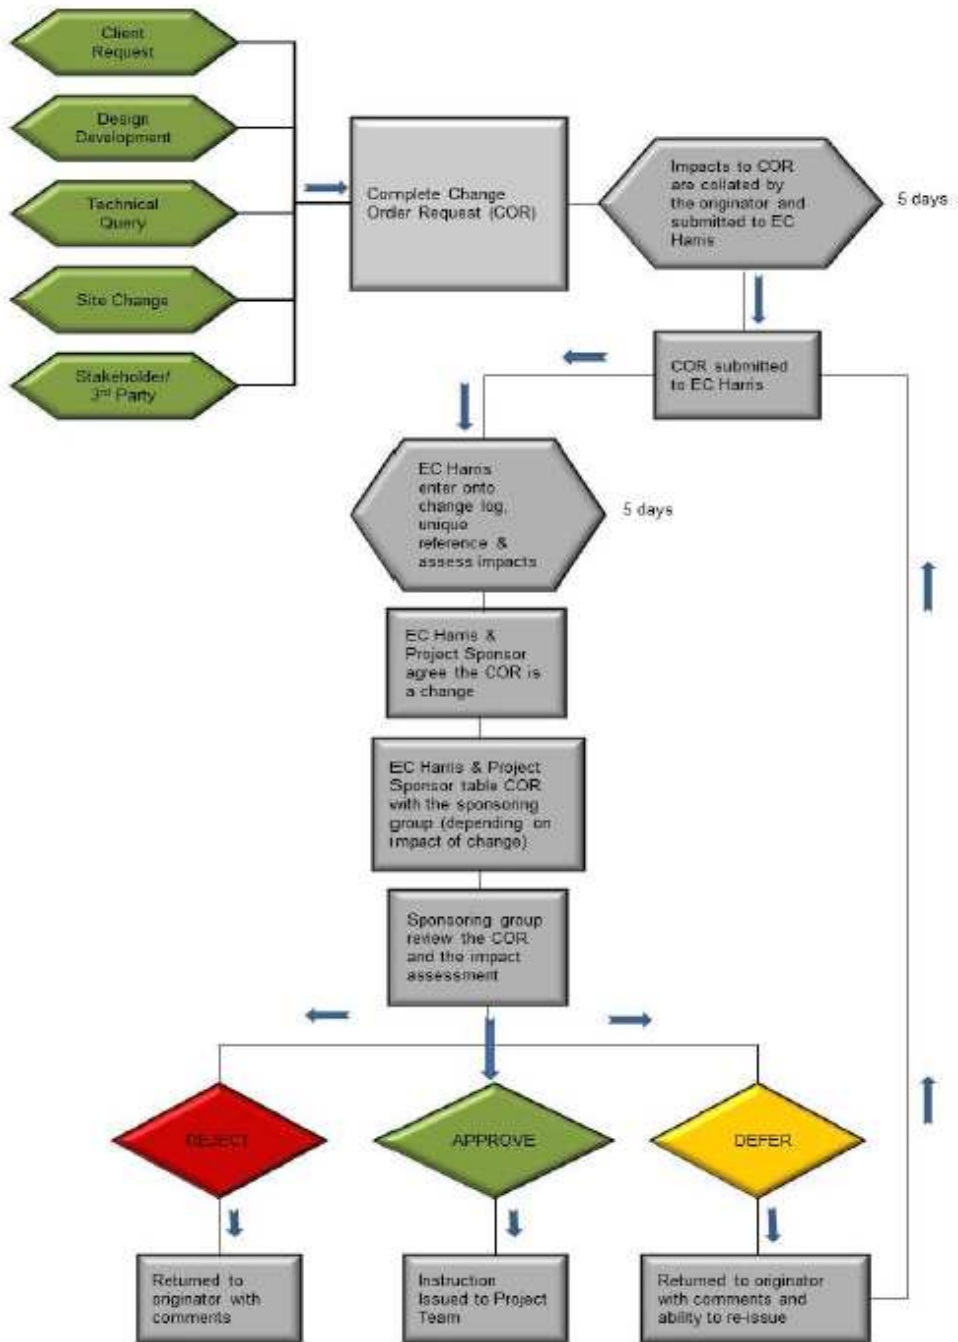 Client
Request
Design
Development
Technical
Query
Site Change
Stakeholder/
3rd Party
Complete Change
Order Request (COR)
Impacts to COR
are collated by
the originator and
submitted to EC
Harris
5 days
COR submitted
to EC Harris
EC Harris
enter onto
change log,
unique
reference &
assess impacts
5 days
EC Harris &
Project Sponsor
agree the COR is
a change
EC Harris & Project
Sponsor table COR
with the sponsoring
group (depending on
impact of change)
Sponsoring group
review the COR
and the impact
assessment
REJECT
APPROVE
DEFER
Returned to
originator with
comments
Instruction
Issued to Project
Team
Returned to originator
with comments and
ability to re-issue